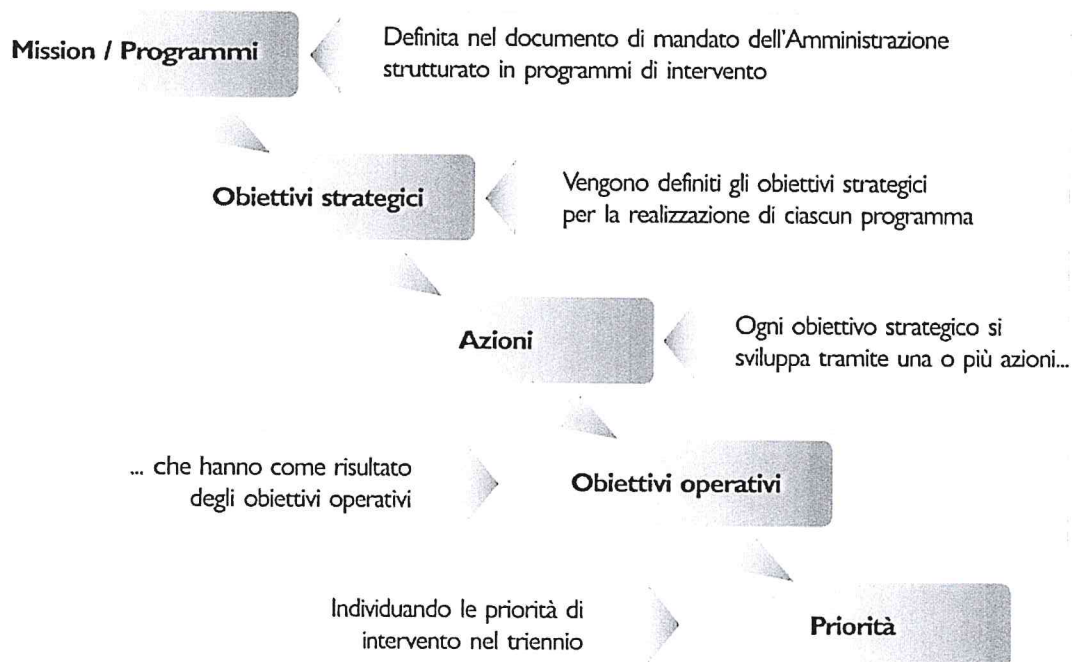 Mission / Programmi
Definita nel documento di mandato dell'Amministrazione
strutturato in programmi di intervento
Obiettivi strategici
Vengono definiti gli obiettivi strategici
per la realizzazione di ciascun programma
Azioni
Ogni obiettivo strategico si
sviluppa tramite una o più azioni...
... che hanno come risultato
degli obiettivi operativi
Obiettivi operativi
Individuando le priorità di
intervento nel triennio
Priorità